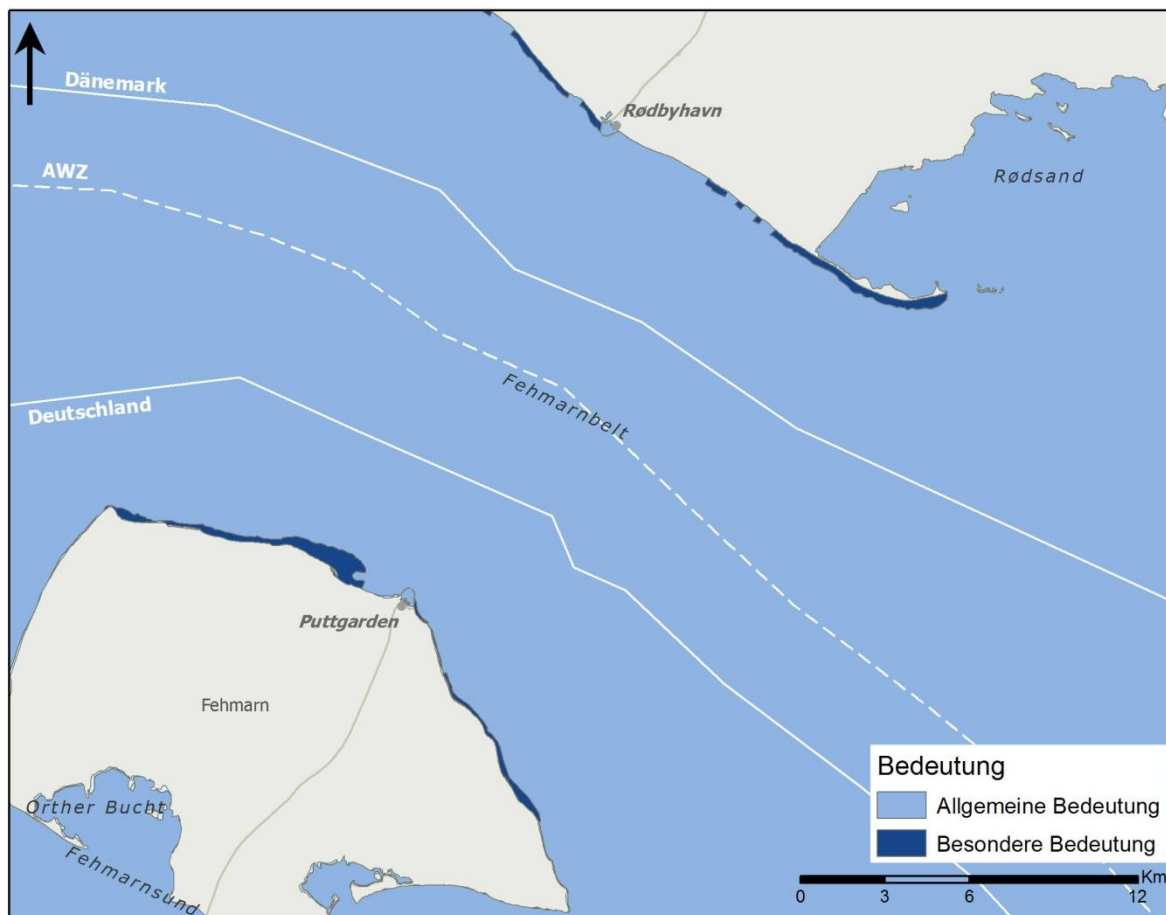 Dänemark
Rødbyhavn
AWZ
Rødsand
Fehmarnbelt
Deutschland
Puttgarden
Fehmarn
Orther Bucht
Fehmarnsund
Bedeutung
Allgemeine Bedeutung
Besondere Bedeutung
Km
0 3 6 12